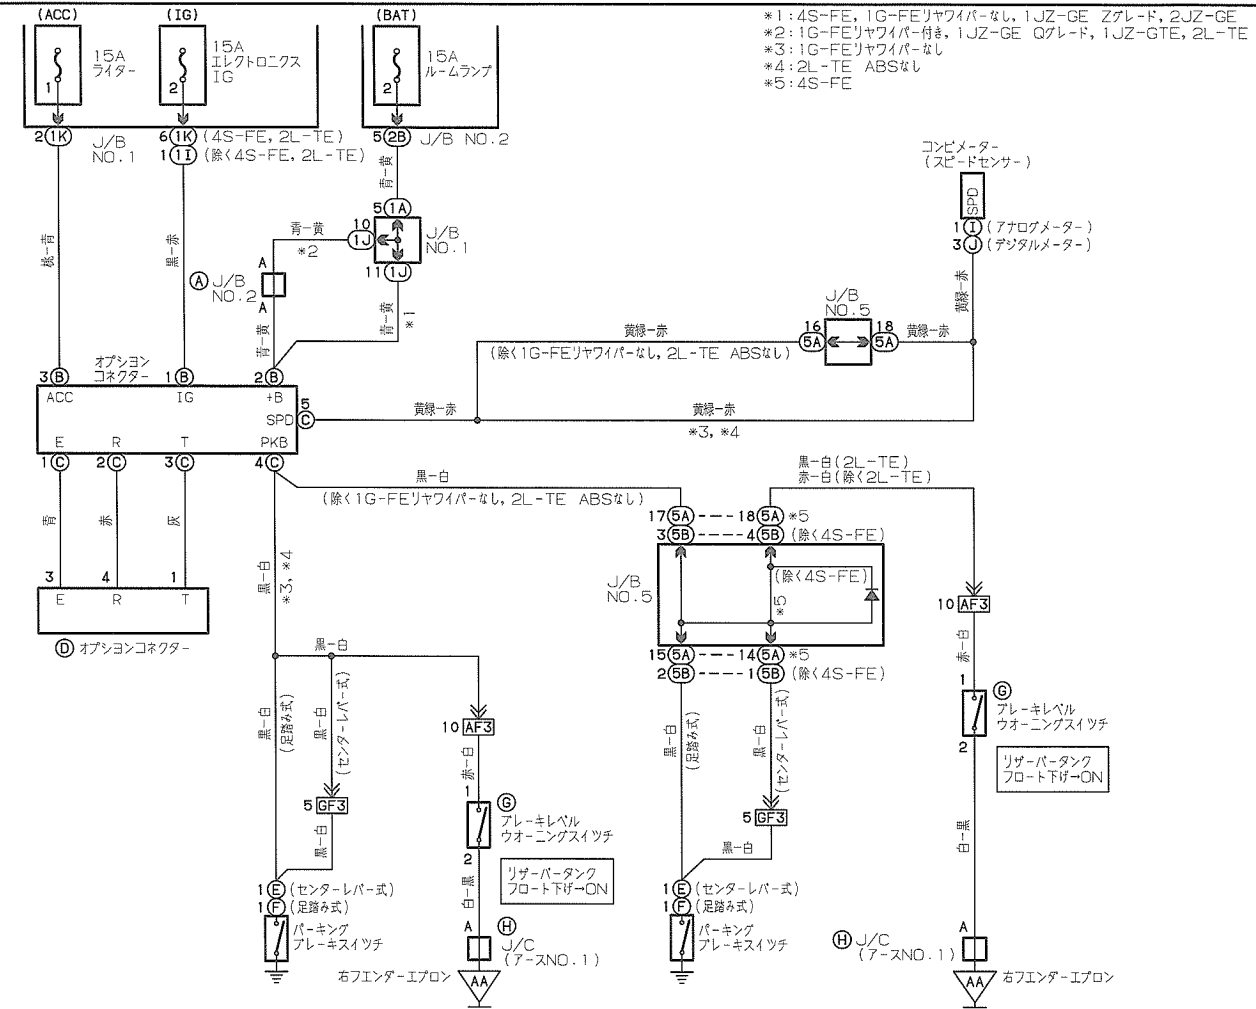 (ACC)
(IG)
(BAT)
*1:4S-FE, 1G-FEリヤワイパーなし, 1JZ-GE Zグレード, 2JZ-GE
*2:1G-FEリヤワイパー付き, 1JZ-GE Qグレード, 1JZ-GTE, 2L-TE
*3:1G-FEリヤワイパーなし
*4:2L-TE ABSなし
*5:4S-FE
15A
ライター
1
15A
エレクトロニクス
IG
2
15A
ルームランプ
2
2 1K
J/B
NO.1
6 1K (4S-FE, 2L-TE)
1 1I (除く4S-FE, 2L-TE)
5 2B J/B NO.2
青-黄
5 1A
10
1J
J/B
NO.1
11 1J
青-黄
*2
A
A J/B
NO.2
A
桃-青
黒-赤
青-黄
青-黄
*1
コンビメーター
(スピードセンサー)
SPD
1 I (アナログメーター)
3 J (デジタルメーター)
黄緑-赤
J/B
NO.5
16
5A
18
5A
黄緑-赤
黄緑-赤
(除く1G-FEリヤワイパーなし, 2L-TE ABSなし)
オプション
コネクター
3 B
1 B
2 B
ACC
IG
+B
SPD
5
C
黄緑-赤
黄緑-赤
*3, *4
E
R
T
PKB
1 C
2 C
3 C
4 C
黒-白
(除く1G-FEリヤワイパーなし, 2L-TE ABSなし)
黒-白(2L-TE)
赤-白(除く2L-TE)
青
赤
灰
黒-白
*3, *4
17 5A
18 5A *5
3 5B
4 5B (除く4S-FE)
J/B
NO.5
(除く4S-FE)
*5
3
4
1
E
R
T
D オプションコネクター
15 5A
14 5A *5
2 5B
1 5B (除く4S-FE)
10 AF3
赤-白
黒-白
黒-白
(足踏み式)
黒-白
(センターレバー式)
10 AF3
赤-白
黒-白
(足踏み式)
黒-白
(センターレバー式)
1
G
ブレーキレベル
ウオーニングスイッチ
2
リザーバータンク
フロート下げ→ON
5 GF3
黒-白
1
G
ブレーキレベル
ウオーニングスイッチ
2
リザーバータンク
フロート下げ→ON
5 GF3
黒-白
白-黒
白-黒
1 E (センターレバー式)
1 F (足踏み式)
パーキング
ブレーキスイッチ
A
H
J/C
(アースNO.1)
右フエンダーエプロン
AA
1 E (センターレバー式)
1 F (足踏み式)
パーキング
ブレーキスイッチ
A
H J/C
(アースNO.1)
AA
右フエンダーエプロン